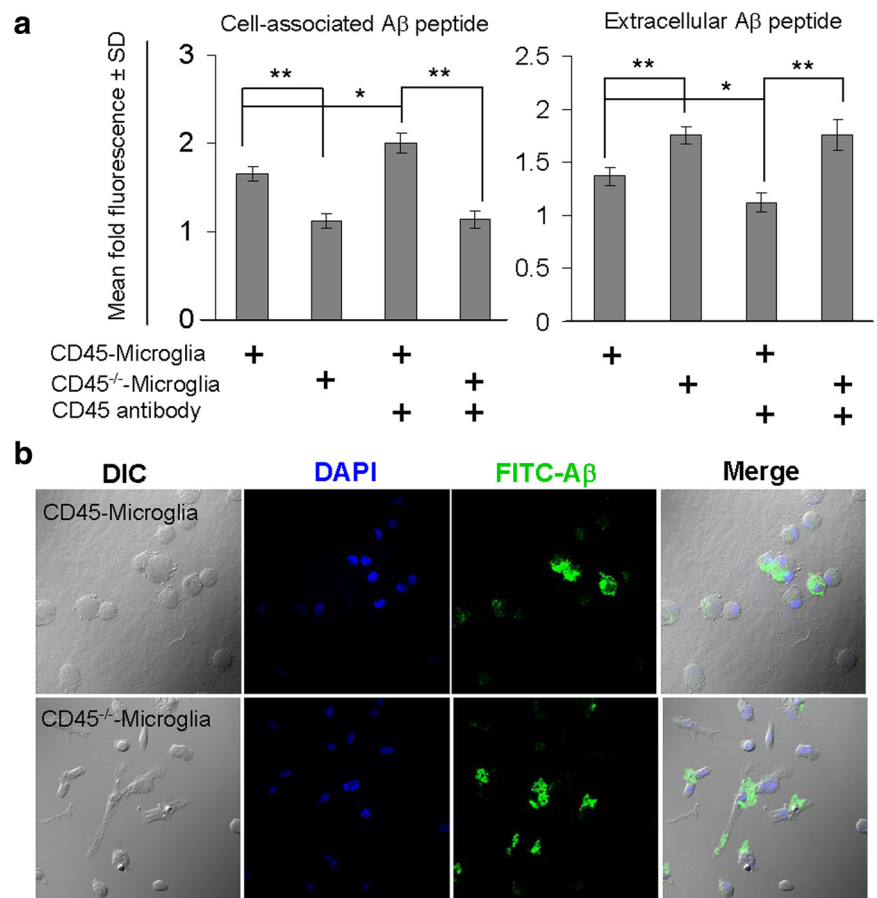 a
Cell-associated Aβ peptide
Extracellular Aβ peptide
Mean fold fluorescence ± SD
3
2
1
0
** * **
2.5
2
1.5
1
0.5
0
** * **
CD45-Microglia + + + +
CD45-/--Microglia + + + +
CD45 antibody + + + +
b
DIC DAPI FITC-Aβ Merge
CD45-Microglia
CD45-/--Microglia